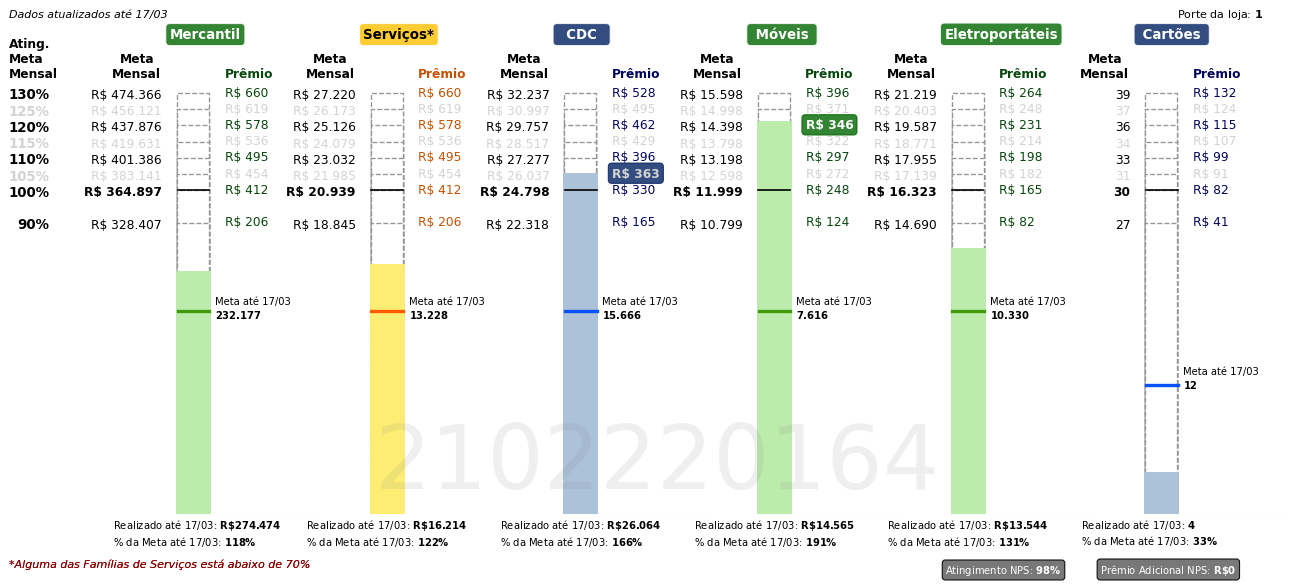 Dados atualizados até 17/03 Porte da loja: 1
Mercantil Serviços* CDC Móveis Eletroportáteis Cartões
Ating. Meta Mensal Meta Mensal Prêmio Meta Mensal Prêmio Meta Mensal Prêmio Meta Mensal Prêmio Meta Mensal Prêmio Meta Mensal Prêmio
130% R$ 474.366 R$ 660 R$ 27.220 R$ 660 R$ 32.237 R$ 528 R$ 15.598 R$ 396 R$ 21.219 R$ 264 39 R$ 132
125% R$ 456.121 R$ 619 R$ 26.173 R$ 619 R$ 30.997 R$ 495 R$ 14.998 R$ 371 R$ 20.403 R$ 248 37 R$ 124
120% R$ 437.876 R$ 578 R$ 25.126 R$ 578 R$ 29.757 R$ 462 R$ 14.398 R$ 346 R$ 19.587 R$ 231 36 R$ 115
115% R$ 419.631 R$ 536 R$ 24.079 R$ 536 R$ 28.517 R$ 429 R$ 13.798 R$ 322 R$ 18.771 R$ 214 34 R$ 107
110% R$ 401.386 R$ 495 R$ 23.032 R$ 495 R$ 27.277 R$ 396 R$ 13.198 R$ 297 R$ 17.955 R$ 198 33 R$ 99
105% R$ 383.141 R$ 454 R$ 21.985 R$ 454 R$ 26.037 R$ 363 R$ 12.598 R$ 272 R$ 17.139 R$ 182 31 R$ 91
100% R$ 364.897 R$ 412 R$ 20.939 R$ 412 R$ 24.798 R$ 330 R$ 11.999 R$ 248 R$ 16.323 R$ 165 30 R$ 82
90% R$ 328.407 R$ 206 R$ 18.845 R$ 206 R$ 22.318 R$ 165 R$ 10.799 R$ 124 R$ 14.690 R$ 82 27 R$ 41
Meta até 17/03 Meta até 17/03 Meta até 17/03 Meta até 17/03 Meta até 17/03
232.177 13.228 15.666 7.616 10.330
Meta até 17/03
12
2102220164
Realizado até 17/03: R$274.474 Realizado até 17/03: R$16.214 Realizado até 17/03: R$26.064 Realizado até 17/03: R$14.565 Realizado até 17/03: R$13.544 Realizado até 17/03: 4
% da Meta até 17/03: 118% % da Meta até 17/03: 122% % da Meta até 17/03: 166% % da Meta até 17/03: 191% % da Meta até 17/03: 131% % da Meta até 17/03: 33%
*Alguma das Famílias de Serviços está abaixo de 70% Atingimento NPS: 98% Prêmio Adicional NPS: R$0